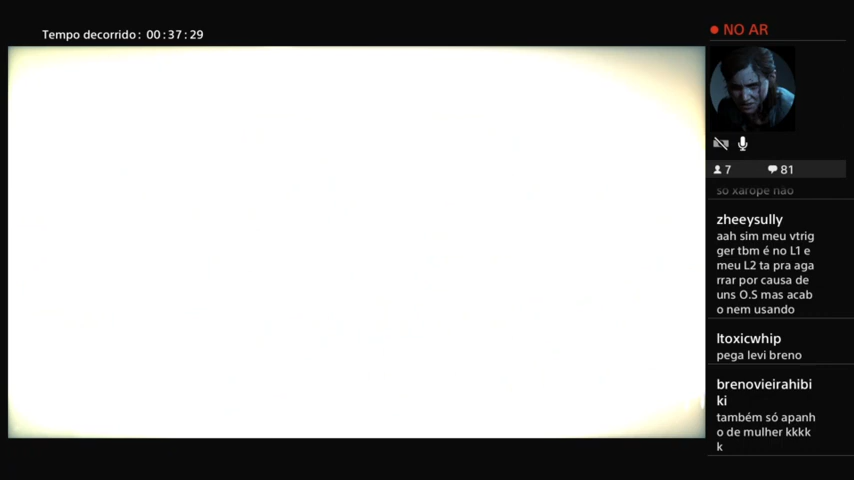 Tempo decorrido: 00:37:29
NO AR
7
81
so xarope nao
zheeysully
aah sim meu vtrig
ger tbm é no L1 e
meu L2 ta pra aga
rrar por causa de
uns O.S mas acab
o nem usando
ltoxicwhip
pega levi breno
brenovieirahibi
ki
também só apanh
o de mulher kkkk
k